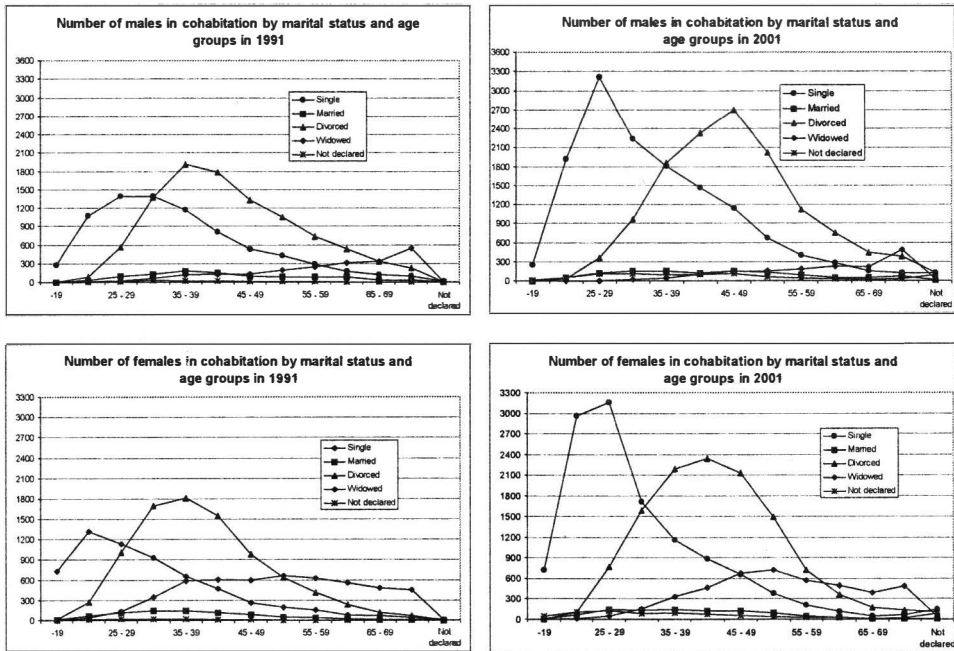 Number of males in cohabitation by marital status and age
groups in 1991
3600
3300
3000
2700
2400
2100
1800
1500
1200
900
600
300
0
Single
Married
Divorced
Widowed
Not declared
-19 25 - 29 35 - 39 45 - 49 55 - 59 65 - 69 Not
declared
Number of males in cohabitation by marital status and
age groups in 2001
3600
3300
3000
2700
2400
2100
1800
1500
1200
900
600
300
0
Single
Married
Divorced
Widowed
Not declared
-19 25 - 29 35 - 39 45 - 49 55 - 59 65 - 69 Not
declared
Number of females in cohabitation by marital status and
age groups in 1991
3300
3000
2700
2400
2100
1800
1500
1200
900
600
300
0
Single
Married
Divorced
Widowed
Not declared
-19 25 - 29 35 - 39 45 - 49 55 - 59 65 - 69 Not
declared
Number of females in cohabitation by marital status and
age groups in 2001
3300
3000
2700
2400
2100
1800
1500
1200
900
600
300
0
Single
Married
Divorced
Widowed
Not declared
-19 25 - 29 35 - 39 45 - 49 55 - 59 65 - 69 Not
declared